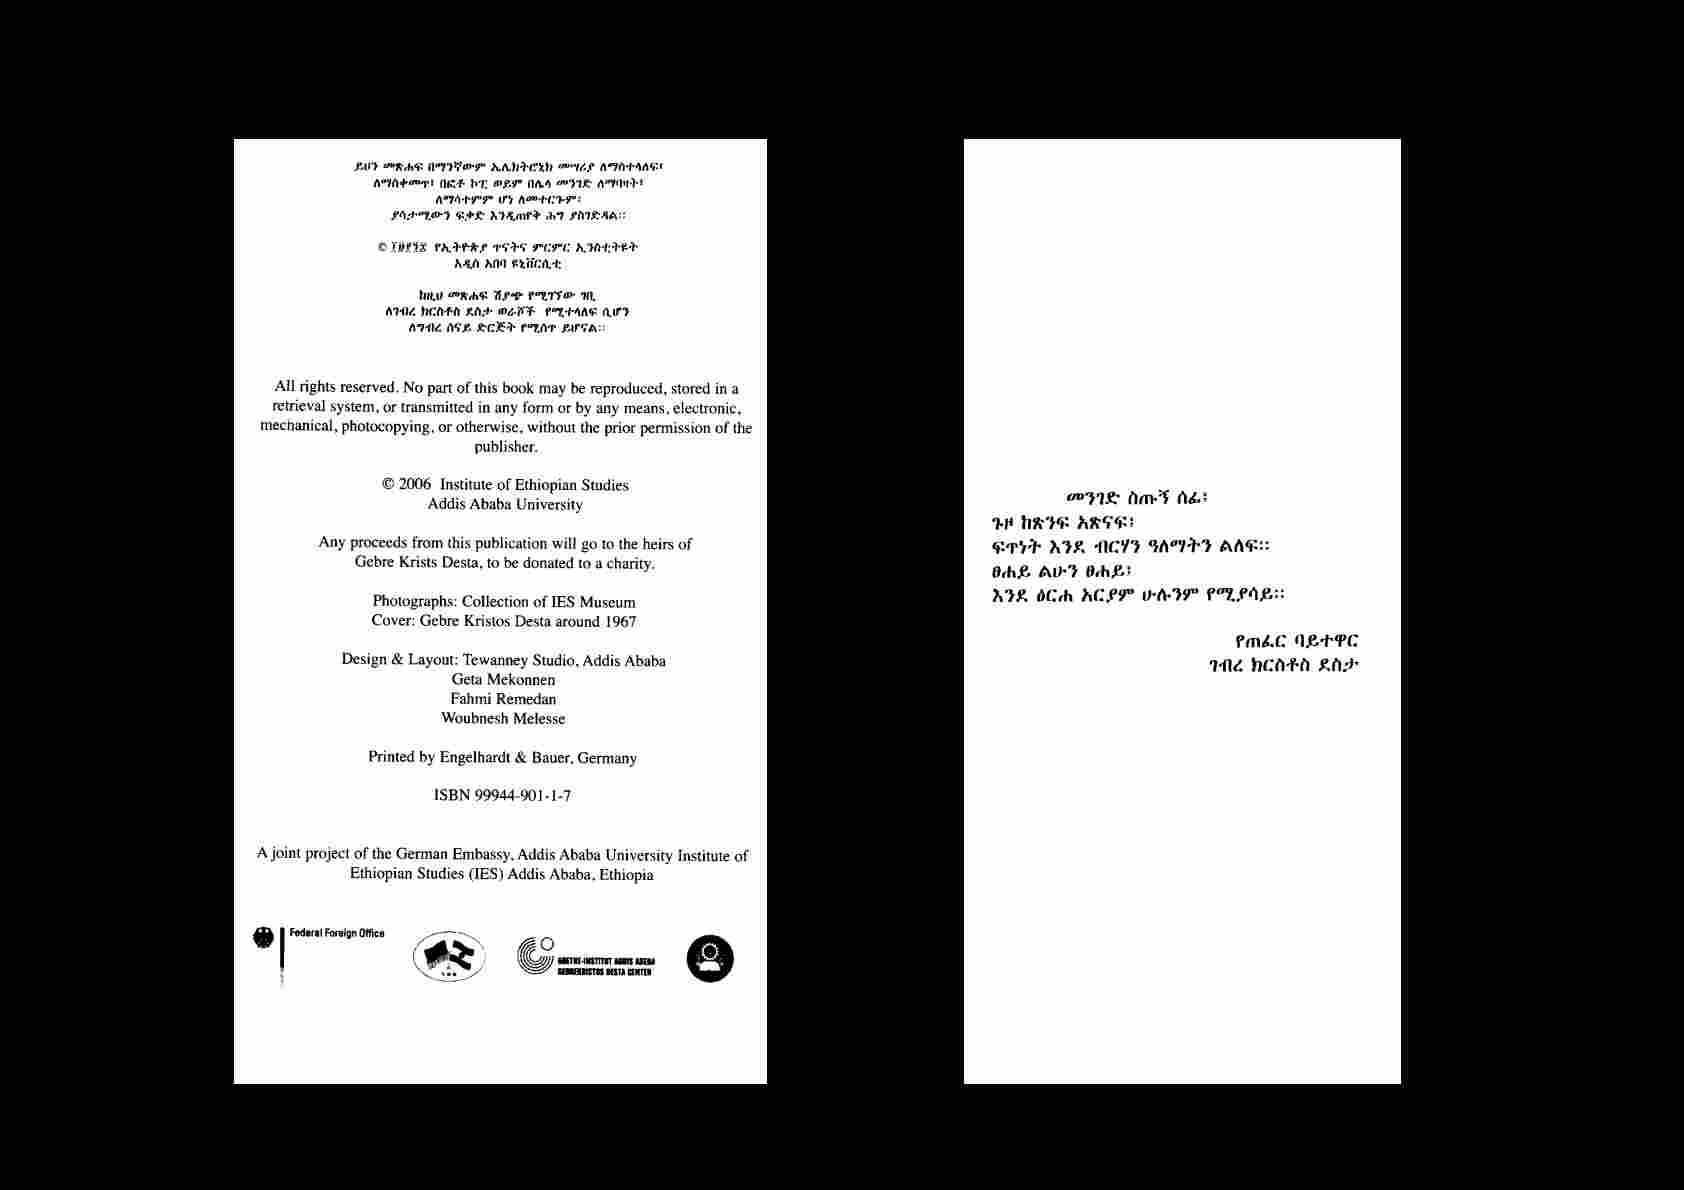 ይህን መጽሐፍ በማንኛውም ኤሌክትሮኒክ መሣሪያ ለማስተላለፍ፣
ለማስቀመጥ፣ በፎቶ ኮፒ ወይም በሌላ መንገድ ለማባዛት፣
ለማሳተምም ሆነ ለመተርጐም፡
ያሳታሚውን ፍቃድ እንዲጠየቅ ሕግ ያስገድዳል።
© የኢትዮጵያ ጥናትና ምርምር ኢንስቲትዩት
አዲስ አበባ ዩኒቨርሲቲ
ከዚህ መጽሐፍ ሽያጭ የሚገኘው ገቢ
ለገብረ ክርስቶስ ደስታ ወራሾች የሚተላለፍ ሲሆን
ለግብረ ሰናይ ድርጅት የሚሰጥ ይሆናል።
All rights reserved. No part of this book may be reproduced, stored in a
retrieval system, or transmitted in any form or by any means, electronic,
mechanical, photocopying, or otherwise, without the prior permission of the
publisher.
© 2006 Institute of Ethiopian Studies
Addis Ababa University
Any proceeds from this publication will go to the heirs of
Gebre Krists Desta, to be donated to a charity.
Photographs: Collection of IES Museum
Cover: Gebre Kristos Desta around 1967
Design & Layout: Tewanney Studio, Addis Ababa
Geta Mekonnen
Fahmi Remedan
Woubnesh Melesse
Printed by Engelhardt & Bauer, Germany
ISBN 99944-901-1-7
A joint project of the German Embassy, Addis Ababa University Institute of
Ethiopian Studies (IES) Addis Ababa, Ethiopia
Federal Foreign Office
GOETHE-INSTITUT ADDIS ABEBA
GEBREKRISTOS DESTA CENTER
መንገድ ስጡኝ ሰፊ፤
ጉዞ ከጽንፍ አጽናፍ፤
ፍጥነት እንደ ብርሃን ዓለማትን ልለፍ።
ፀሐይ ልሁን ፀሐይ፤
እንደ ዕርሐ አርያም ሁሉንም የሚያሳይ።
የጠፈር ባይተዋር
ገብረ ክርስቶስ ደስታ